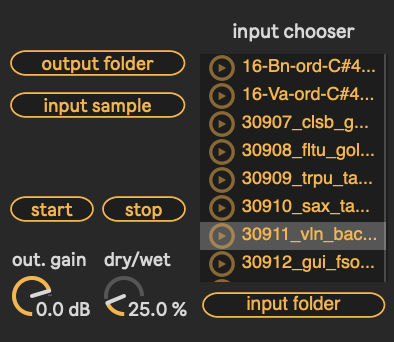 input chooser
output folder
input sample
16-Bn-ord-C#4...
16-Va-ord-C#4...
30907_clsb_g...
30908_fltu_gol...
30909_trpu_ta...
30910_sax_ta...
30911_vln_bac...
30912_gui_fso...
start
stop
out. gain
dry/wet
0.0 dB
25.0 %
input folder